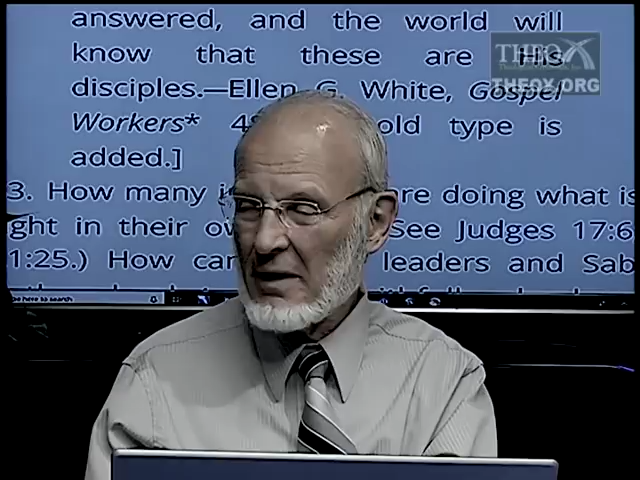 answered, and the world will
know that these are His
disciples.—Ellen G. White, Gospel
Workers* old type is
added.]
3. How many are doing what is
ght in their See Judges 17:6
1:25.) How can leaders and Sab
THEOX
THEOX.ORG